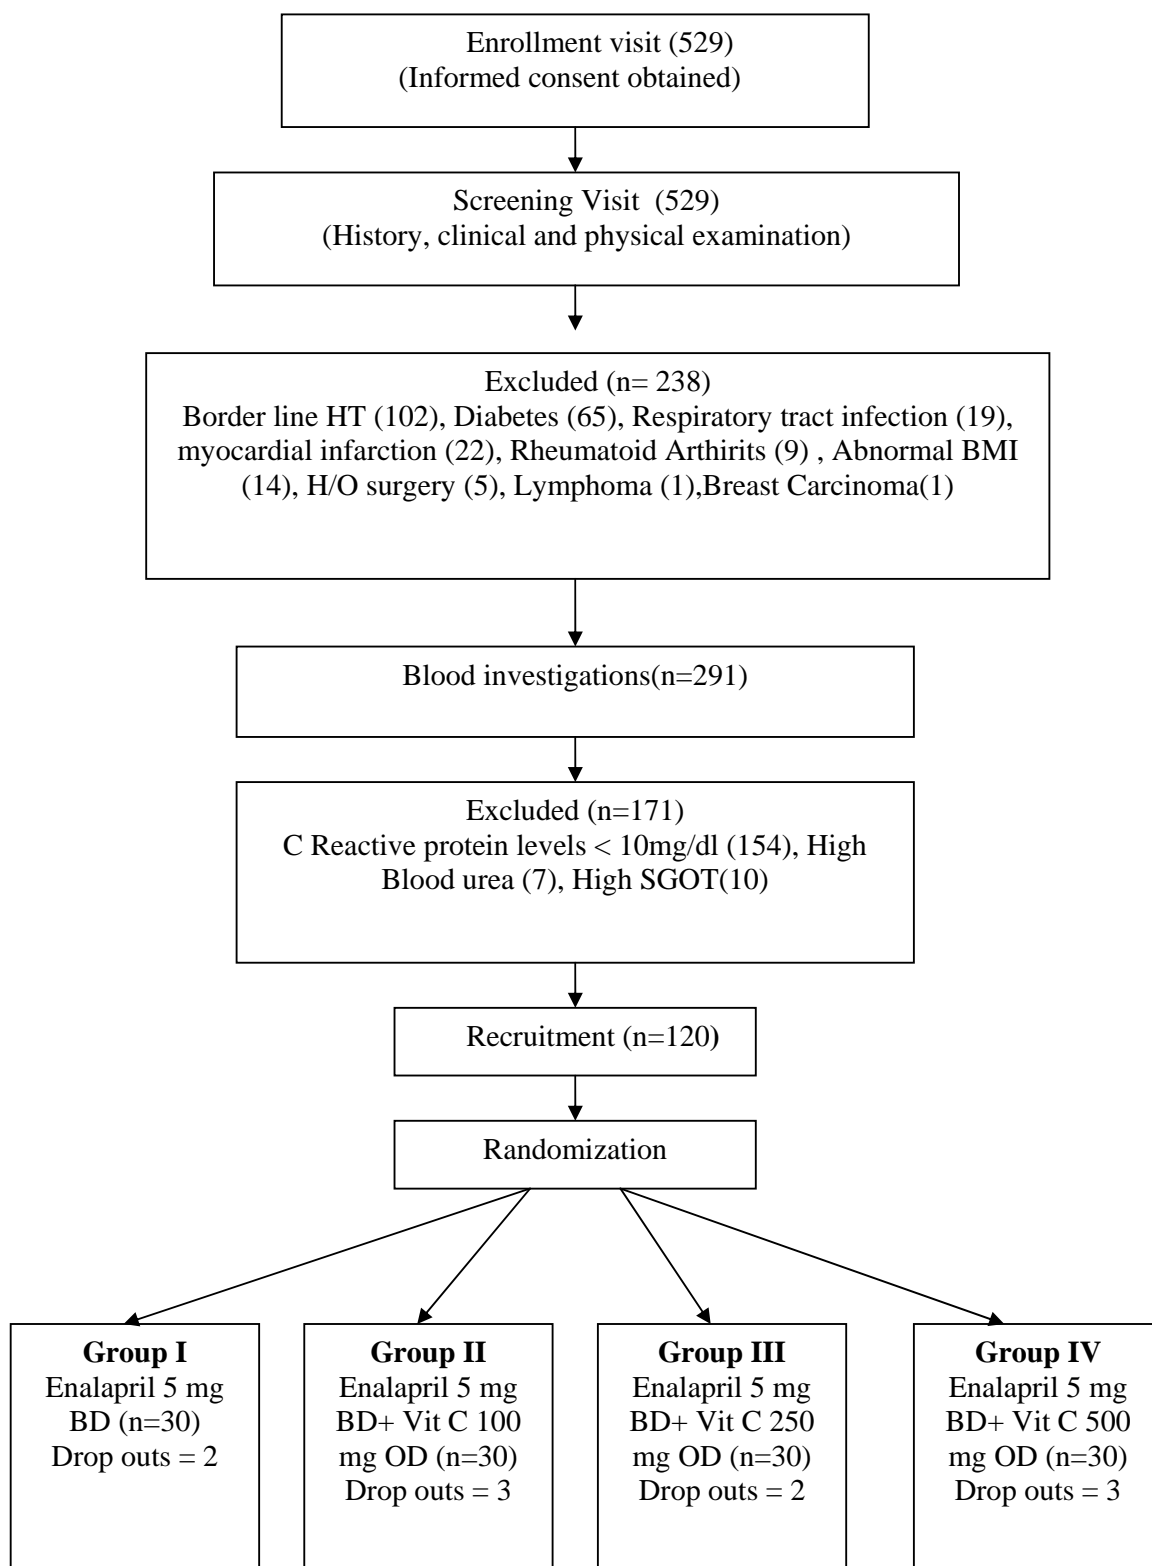 Enrollment visit (529)
(Informed consent obtained)
Screening Visit (529)
(History, clinical and physical examination)
Excluded (n= 238)
Border line HT (102), Diabetes (65), Respiratory tract infection (19),
myocardial infarction (22), Rheumatoid Arthirits (9) , Abnormal BMI
(14), H/O surgery (5), Lymphoma (1),Breast Carcinoma(1)
Blood investigations(n=291)
Excluded (n=171)
C Reactive protein levels < 10mg/dl (154), High
Blood urea (7), High SGOT(10)
Recruitment (n=120)
Randomization
Group I
Enalapril 5 mg
BD (n=30)
Drop outs = 2
Group II
Enalapril 5 mg
BD+ Vit C 100
mg OD (n=30)
Drop outs = 3
Group III
Enalapril 5 mg
BD+ Vit C 250
mg OD (n=30)
Drop outs = 2
Group IV
Enalapril 5 mg
BD+ Vit C 500
mg OD (n=30)
Drop outs = 3